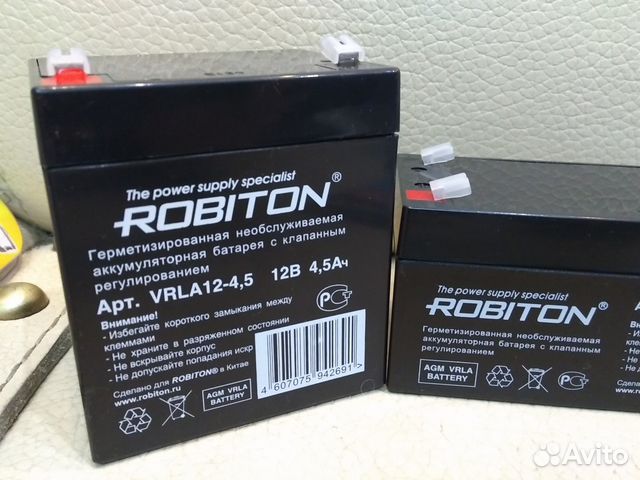 The power supply specialist
ROBITON®
Герметизированная необслуживаемая
аккумуляторная батарея с клапанным
регулированием
Арт. VRLA12-4,5 12В 4,5Ач
Внимание!
- Избегайте короткого замыкания между
клеммами
- Не храните в разряженном состоянии
- Не вскрывайте корпус
- Не допускайте попадания искр
Сделано для ROBITON® в Китае
www.robiton.ru
AGM VRLA
BATTERY
4 607075 942691 >
The power supply specialist
ROBITON®
Герметизированная необслуживаемая
аккумуляторная батарея с клапанным
регулированием
AGM VRLA
BATTERY
Avito